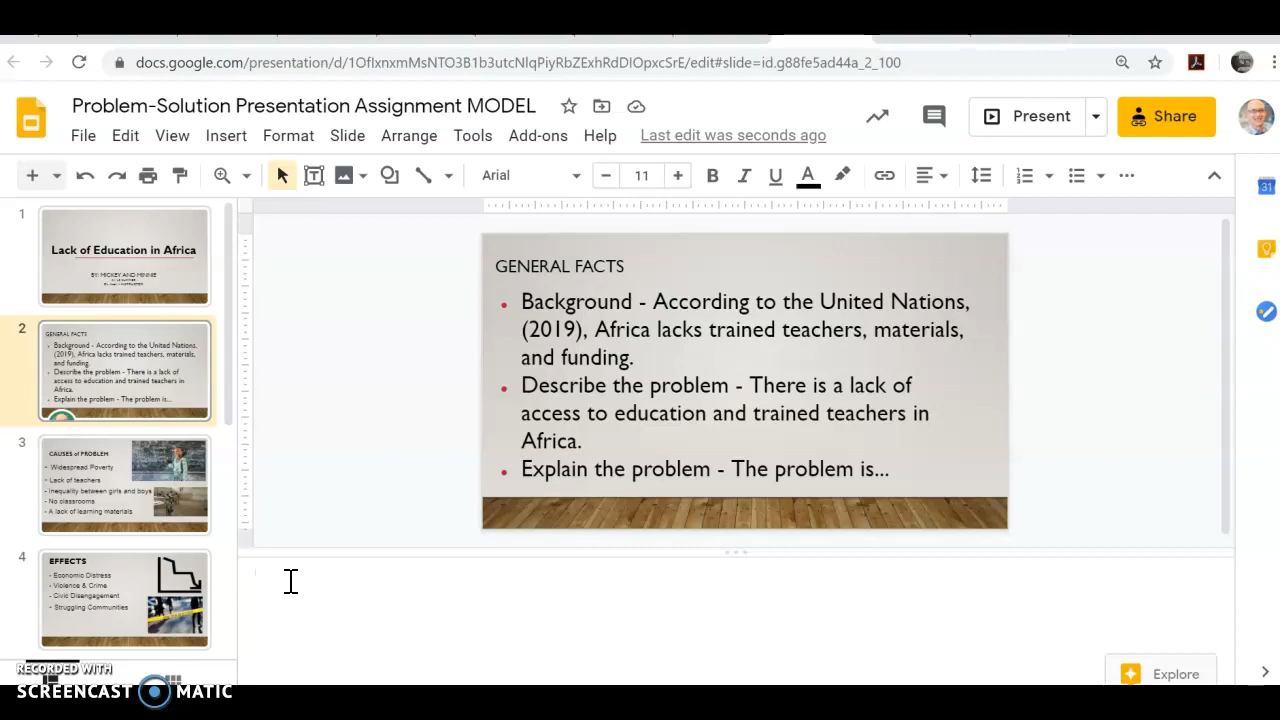 docs.google.com/presentation/d/1OfIxnxmMsNTO3B1b3utcNlqPiyRbZExhRdDIOpxcSrE/edit#slide=id.g88fe5ad44a_2_100
Problem-Solution Presentation Assignment MODEL
Present
Share
File Edit View Insert Format Slide Arrange Tools Add-ons Help Last edit was seconds ago
Arial 11 B I U A
31
1
Lack of Education in Africa
BY: MICKEY AND MINNIE
2
GENERAL FACTS
Background - According to the United Nations,
(2019), Africa lacks trained teachers, materials,
and funding.
Describe the problem - There is a lack of
access to education and trained teachers in
Africa.
Explain the problem - The problem is...
3
CAUSES of PROBLEM
- Widespread Poverty
- Lack of teachers
- Inequality between girls and boys
- No classrooms
- A lack of learning materials
4
EFFECTS
- Economic Distress
- Violence & Crime
- Civic Disengagement
- Struggling Communities
GENERAL FACTS
• Background - According to the United Nations,
(2019), Africa lacks trained teachers, materials,
and funding.
• Describe the problem - There is a lack of
access to education and trained teachers in
Africa.
• Explain the problem - The problem is...
Explore
RECORDED WITH
SCREENCAST MATIC